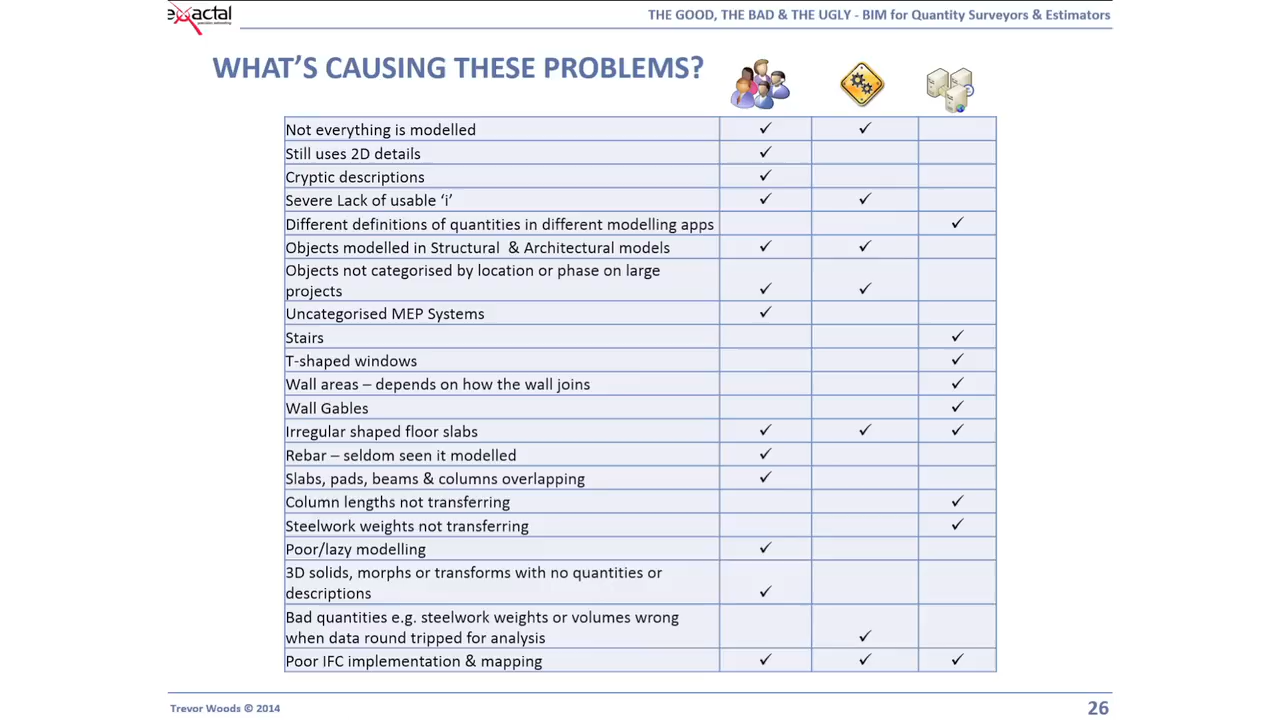 exactal
THE GOOD, THE BAD & THE UGLY - BIM for Quantity Surveyors & Estimators
WHAT'S CAUSING THESE PROBLEMS?
Not everything is modelled ✓ ✓
Still uses 2D details ✓
Cryptic descriptions ✓
Severe Lack of usable ‘i’ ✓ ✓
Different definitions of quantities in different modelling apps ✓
Objects modelled in Structural & Architectural models ✓ ✓
Objects not categorised by location or phase on large
projects ✓ ✓
Uncategorised MEP Systems ✓
Stairs ✓
T-shaped windows ✓
Wall areas – depends on how the wall joins ✓
Wall Gables ✓
Irregular shaped floor slabs ✓ ✓ ✓
Rebar – seldom seen it modelled ✓
Slabs, pads, beams & columns overlapping ✓
Column lengths not transferring ✓
Steelwork weights not transferring ✓
Poor/lazy modelling ✓
3D solids, morphs or transforms with no quantities or
descriptions ✓
Bad quantities e.g. steelwork weights or volumes wrong
when data round tripped for analysis ✓
Poor IFC implementation & mapping ✓ ✓ ✓
Trevor Woods © 2014
26